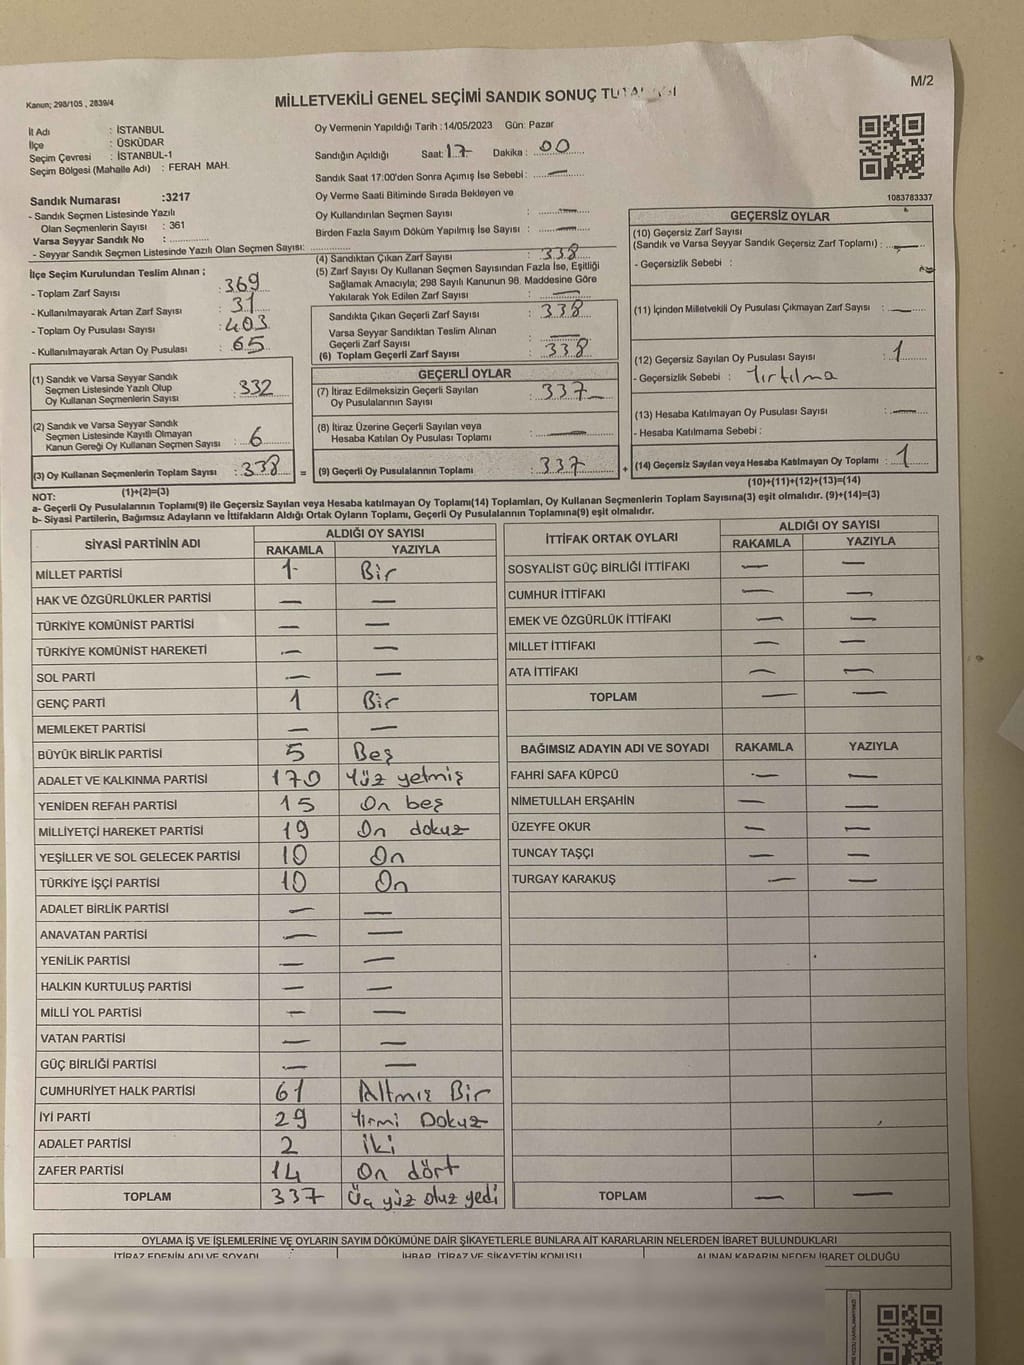 Kanun; 298/105 , 2839/4
M/2
MİLLETVEKİLİ GENEL SEÇİMİ SANDIK SONUÇ
İl Adı : İSTANBUL
İlçe : ÜSKÜDAR
Seçim Çevresi : İSTANBUL-1
Seçim Bölgesi (Mahalle Adı) : FERAH MAH.
Oy Vermenin Yapıldığı Tarih :14/05/2023 Gün: Pazar
Sandığın Açıldığı Saat: 17 Dakika : 00
Sandık Saat 17:00'den Sonra Açımış İse Sebebi : —
Oy Verme Saati Bitiminde Sırada Bekleyen ve
Oy Kullandırılan Seçmen Sayısı : —
Birden Fazla Sayım Döküm Yapılmış İse Sayısı : —
1083783337
Sandık Numarası :3217
- Sandık Seçmen Listesinde Yazılı
Olan Seçmenlerin Sayısı : 361
Varsa Seyyar Sandık No :
- Seyyar Sandık Seçmen Listesinde Yazılı Olan Seçmen Sayısı:
İlçe Seçim Kurulundan Teslim Alınan ;
- Toplam Zarf Sayısı : 369
- Kullanılmayarak Artan Zarf Sayısı : 31
- Toplam Oy Pusulası Sayısı : 403
- Kullanılmayarak Artan Oy Pusulası : 65
(4) Sandıktan Çıkan Zarf Sayısı : 338
(5) Zarf Sayısı Oy Kullanan Seçmen Sayısından Fazla İse, Eşitliği
Sağlamak Amacıyla; 298 Sayılı Kanunun 98. Maddesine Göre
Yakılarak Yok Edilen Zarf Sayısı : —
Sandıkta Çıkan Geçerli Zarf Sayısı : 338
Varsa Seyyar Sandıktan Teslim Alınan
Geçerli Zarf Sayısı : —
(6) Toplam Geçerli Zarf Sayısı : 338
GEÇERSİZ OYLAR
(10) Geçersiz Zarf Sayısı
(Sandık ve Varsa Seyyar Sandık Geçersiz Zarf Toplamı) : —
- Geçersizlik Sebebi :
(11) İçinden Milletvekili Oy Pusulası Çıkmayan Zarf Sayısı : —
(12) Geçersiz Sayılan Oy Pusulası Sayısı : 1
- Geçersizlik Sebebi : Yırtılma
(13) Hesaba Katılmayan Oy Pusulası Sayısı : —
- Hesaba Katılmama Sebebi :
(14) Geçersiz Sayılan veya Hesaba Katılmayan Oy Toplamı : 1
(10)+(11)+(12)+(13)=(14)
(1) Sandık ve Varsa Seyyar Sandık
Seçmen Listesinde Yazılı Olup
Oy Kullanan Seçmenlerin Sayısı : 332
(2) Sandık ve Varsa Seyyar Sandık
Seçmen Listesinde Kayıtlı Olmayan
Kanun Gereği Oy Kullanan Seçmen Sayısı : 6
(3) Oy Kullanan Seçmenlerin Toplam Sayısı : 338 =
(1)+(2)=(3)
GEÇERLİ OYLAR
(7) İtiraz Edilmeksizin Geçerli Sayılan
Oy Pusulalarının Sayısı : 337
(8) İtiraz Üzerine Geçerli Sayılan veya
Hesaba Katılan Oy Pusulası Toplamı : —
(9) Geçerli Oy Pusulalarının Toplamı : 337 +
NOT:
a- Geçerli Oy Pusulalarının Toplamı(9) ile Geçersiz Sayılan veya Hesaba katılmayan Oy Toplamı(14) Toplamları, Oy Kullanan Seçmenlerin Toplam Sayısına(3) eşit olmalıdır. (9)+(14)=(3)
b- Siyasi Partilerin, Bağımsız Adayların ve İttifakların Aldığı Ortak Oyların Toplamı, Geçerli Oy Pusulalarının Toplamına(9) eşit olmalıdır.
SİYASİ PARTİNİN ADI ALDIĞI OY SAYISI
RAKAMLA YAZIYLA
MİLLET PARTİSİ 1 Bir
HAK VE ÖZGÜRLÜKLER PARTİSİ — —
TÜRKİYE KOMÜNİST PARTİSİ — —
TÜRKİYE KOMÜNİST HAREKETİ — —
SOL PARTİ — —
GENÇ PARTİ 1 Bir
MEMLEKET PARTİSİ — —
BÜYÜK BİRLİK PARTİSİ 5 Beş
ADALET VE KALKINMA PARTİSİ 170 Yüz yetmiş
YENİDEN REFAH PARTİSİ 15 On beş
MİLLİYETÇİ HAREKET PARTİSİ 19 On dokuz
YEŞİLLER VE SOL GELECEK PARTİSİ 10 On
TÜRKİYE İŞÇİ PARTİSİ 10 On
ADALET BİRLİK PARTİSİ — —
ANAVATAN PARTİSİ — —
YENİLİK PARTİSİ — —
HALKIN KURTULUŞ PARTİSİ — —
MİLLİ YOL PARTİSİ — —
VATAN PARTİSİ — —
GÜÇ BİRLİĞİ PARTİSİ — —
CUMHURİYET HALK PARTİSİ 61 Altmış Bir
İYİ PARTİ 29 Yirmi Dokuz
ADALET PARTİSİ 2 İki
ZAFER PARTİSİ 14 On dört
TOPLAM 337 Üç yüz otuz yedi
İTTİFAK ORTAK OYLARI ALDIĞI OY SAYISI
RAKAMLA YAZIYLA
SOSYALİST GÜÇ BİRLİĞİ İTTİFAKI — —
CUMHUR İTTİFAKI — —
EMEK VE ÖZGÜRLÜK İTTİFAKI — —
MİLLET İTTİFAKI — —
ATA İTTİFAKI — —
TOPLAM — —
BAĞIMSIZ ADAYIN ADI VE SOYADI RAKAMLA YAZIYLA
FAHRİ SAFA KÜPCÜ — —
NİMETULLAH ERŞAHİN — —
ÜZEYFE OKUR — —
TUNCAY TAŞÇI — —
TURGAY KARAKUŞ — —
TOPLAM — —
OYLAMA İŞ VE İŞLEMLERİNE VE OYLARIN SAYIM DÖKÜMÜNE DAİR ŞİKAYETLERLE BUNLARA AİT KARARLARIN NELERDEN İBARET BULUNDUKLARI
İTİRAZ EDENİN ADI VE SOYADI İHBAR, İTİRAZ VE ŞİKAYETİN KONUSU ALINAN KARARIN NEDEN İBARET OLDUĞU